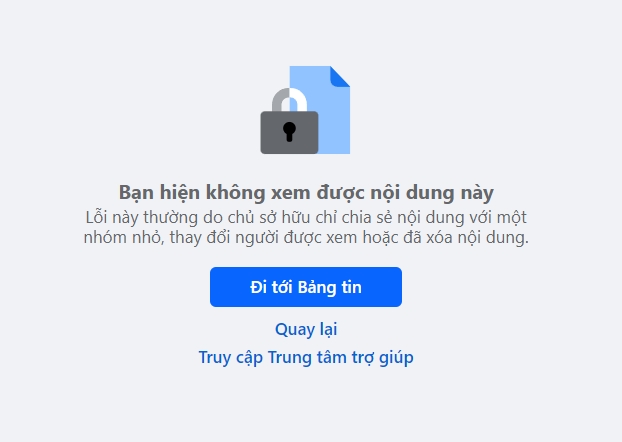 Bạn hiện không xem được nội dung này
Lỗi này thường do chủ sở hữu chỉ chia sẻ nội dung với một
nhóm nhỏ, thay đổi người được xem hoặc đã xóa nội dung.
Đi tới Bảng tin
Quay lại
Truy cập Trung tâm trợ giúp